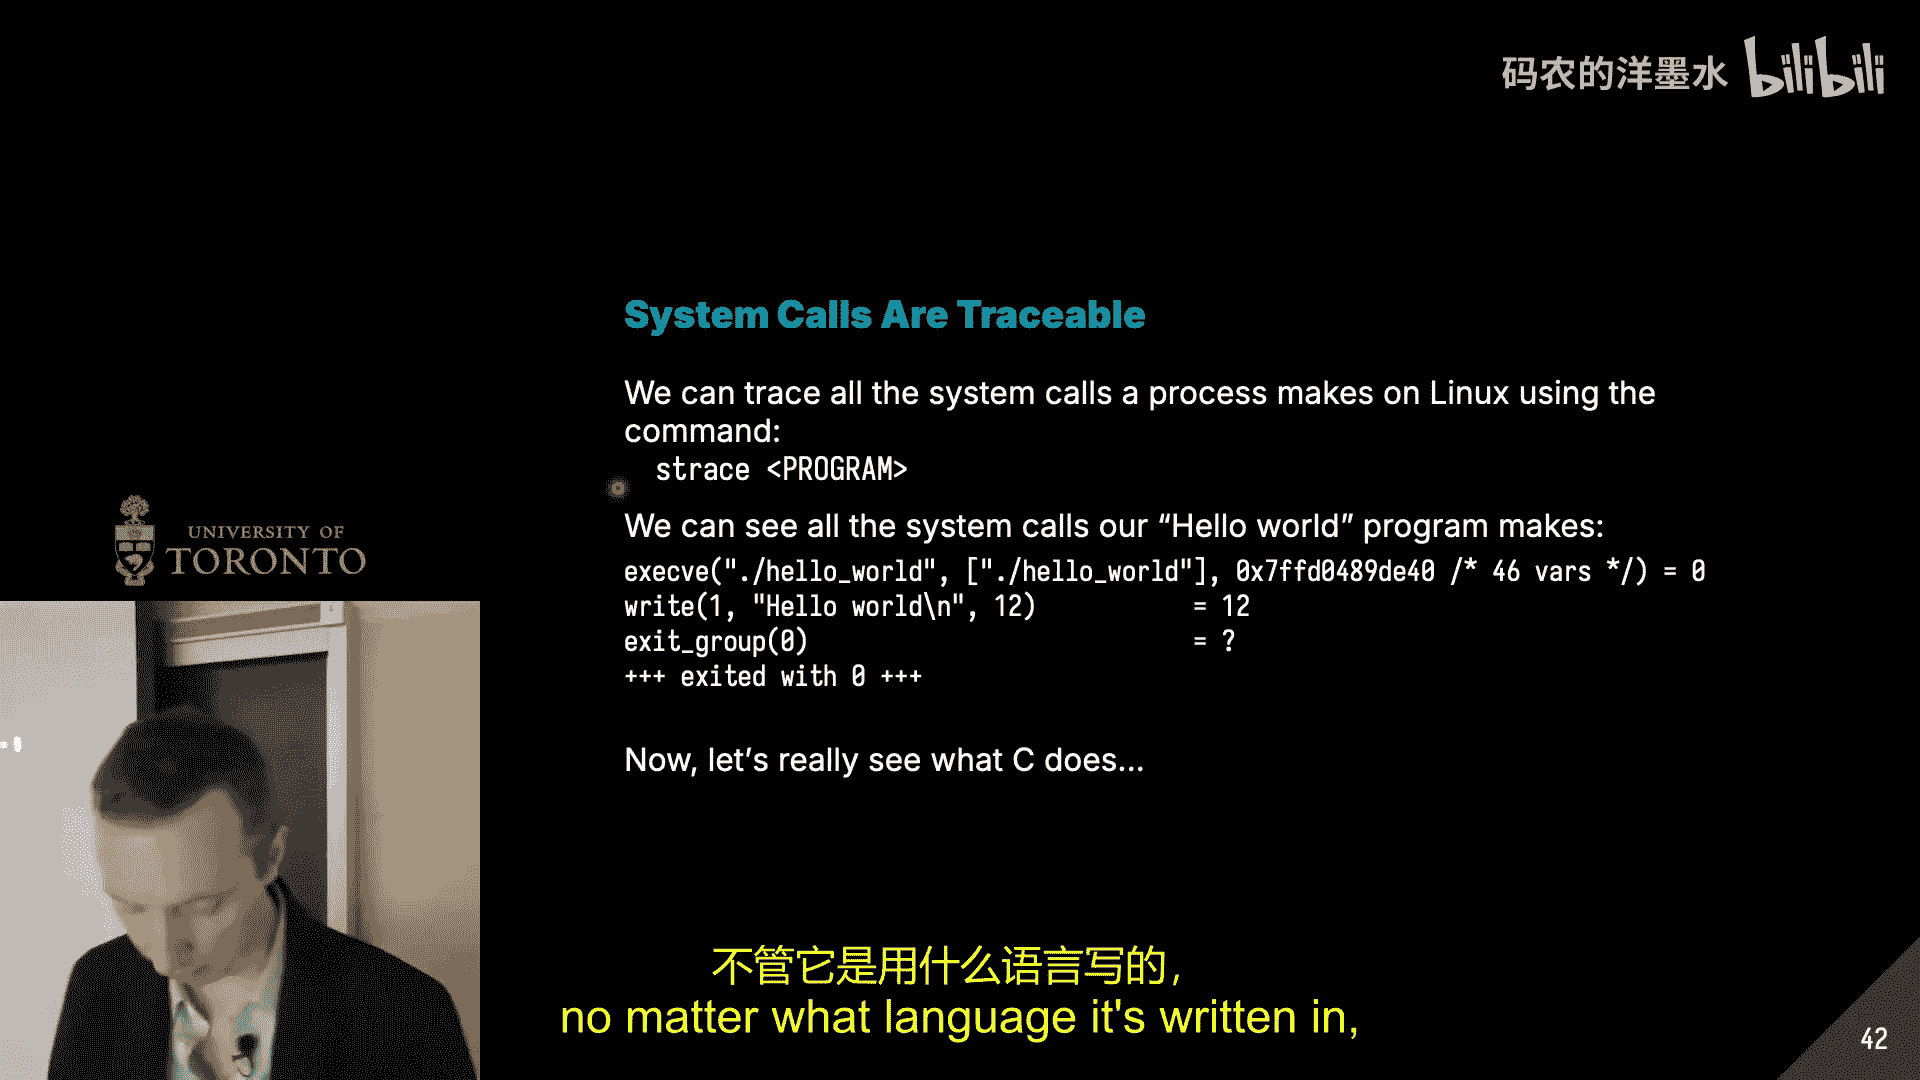 码农的洋墨水 bilibili
System Calls Are Traceable
We can trace all the system calls a process makes on Linux using the
command:
strace <PROGRAM>
We can see all the system calls our “Hello world” program makes:
execve("./hello_world", ["./hello_world"], 0x7ffd0489de40 /* 46 vars */) = 0
write(1, "Hello world\n", 12) = 12
exit_group(0) = ?
+++ exited with 0 +++
Now, let’s really see what C does…
UNIVERSITY OF
TORONTO
不管它是用什么语言写的，
no matter what language it's written in,
42